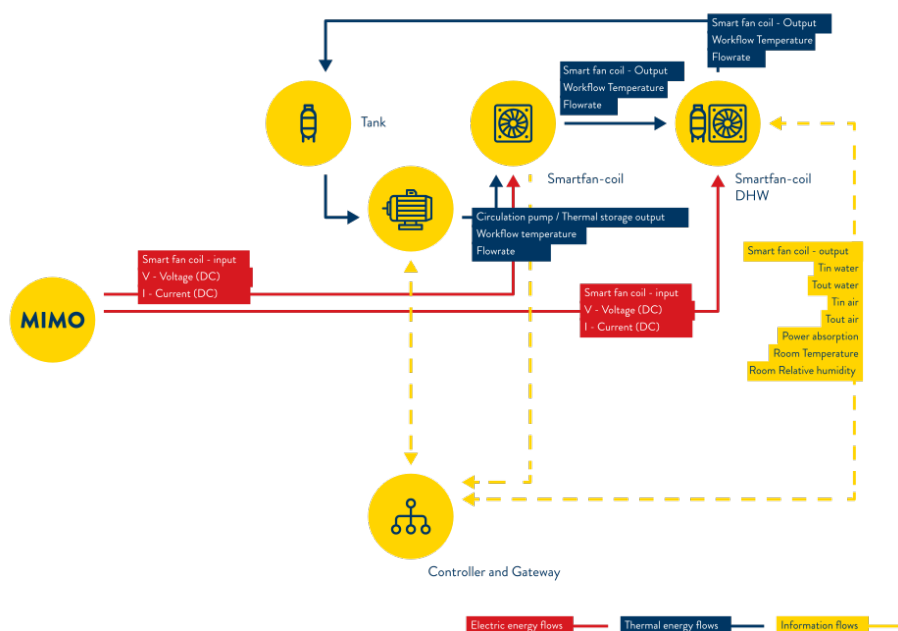 Smart fan coil - Output
Workflow Temperature
Flowrate
Smart fan coil - Output
Workflow Temperature
Flowrate
Tank
Smartfan-coil
Smartfan-coil
DHW
Circulation pump / Thermal storage output
Workflow temperature
Flowrate
Smart fan coil - input
V - Voltage (DC)
I - Current (DC)
MIMO
Smart fan coil - input
V - Voltage (DC)
I - Current (DC)
Smart fan coil - output
Tin water
Tout water
Tin air
Tout air
Power absorption
Room Temperature
Room Relative humidity
Controller and Gateway
Electric energy flows
Thermal energy flows
Information flows